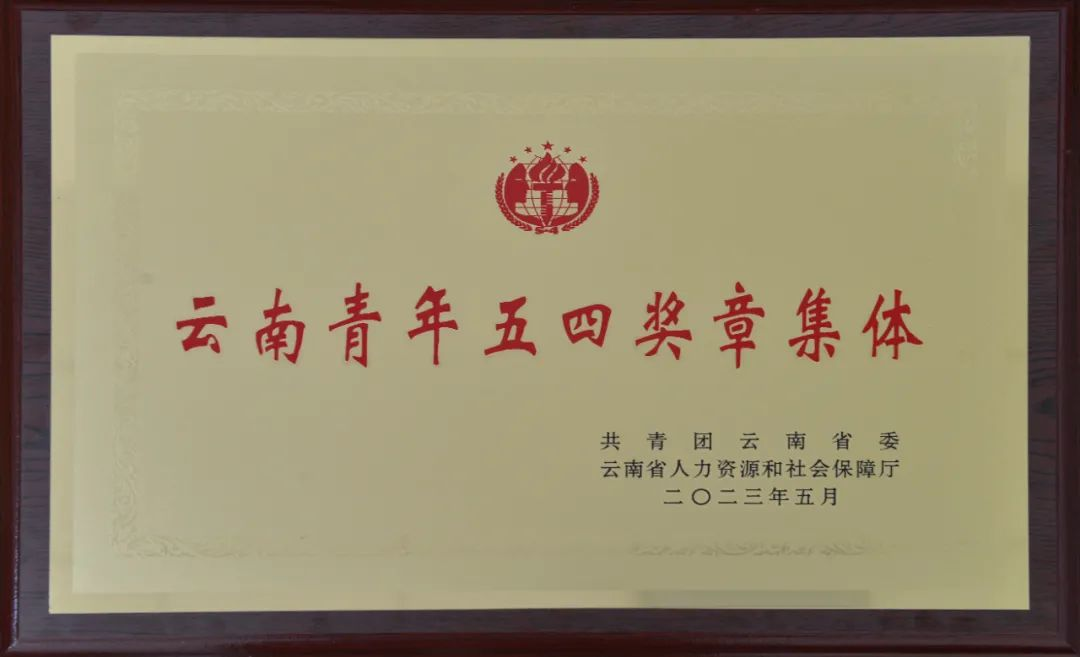 云南青年五四奖章集体
共青团云南省委
云南省人力资源和社会保障厅
二〇二三年五月